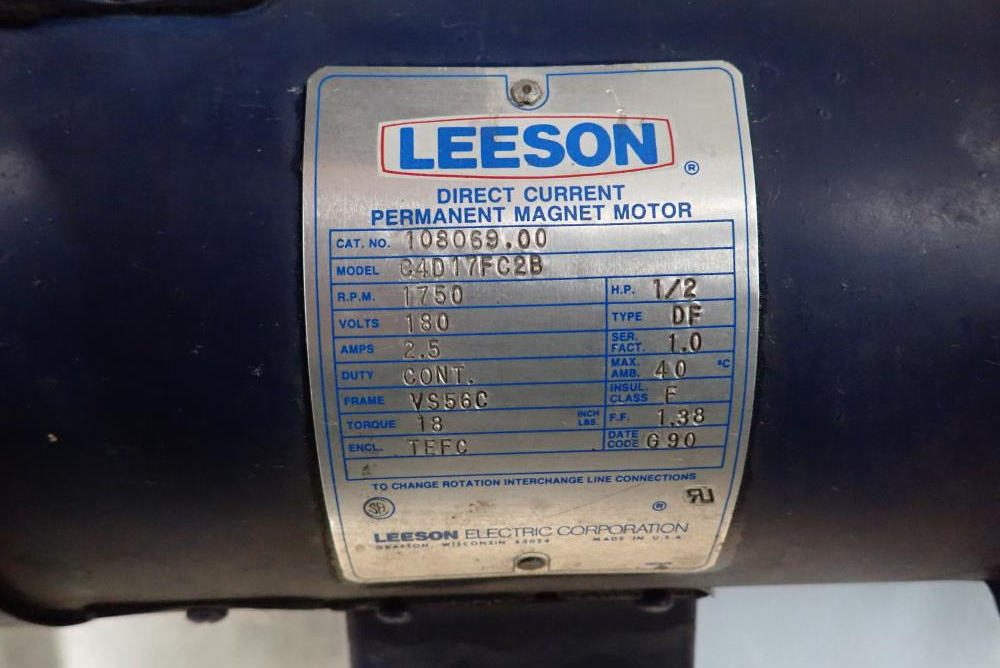 LEESON ®
DIRECT CURRENT
PERMANENT MAGNET MOTOR
CAT. NO. 108069.00
MODEL C4D17FC2B
R.P.M. 1750 H.P. 1/2
VOLTS 180 TYPE DF
AMPS 2.5 SER. FACT. 1.0
DUTY CONT. MAX. AMB. 40 °C
FRAME VS56C INSUL. CLASS F
TORQUE 18 INCH LBS. F.F. 1.38
ENCL. TEFC DATE CODE G90
TO CHANGE ROTATION INTERCHANGE LINE CONNECTIONS
®
LEESON ELECTRIC CORPORATION
GRAFTON, WISCONSIN 53024 MADE IN U.S.A.